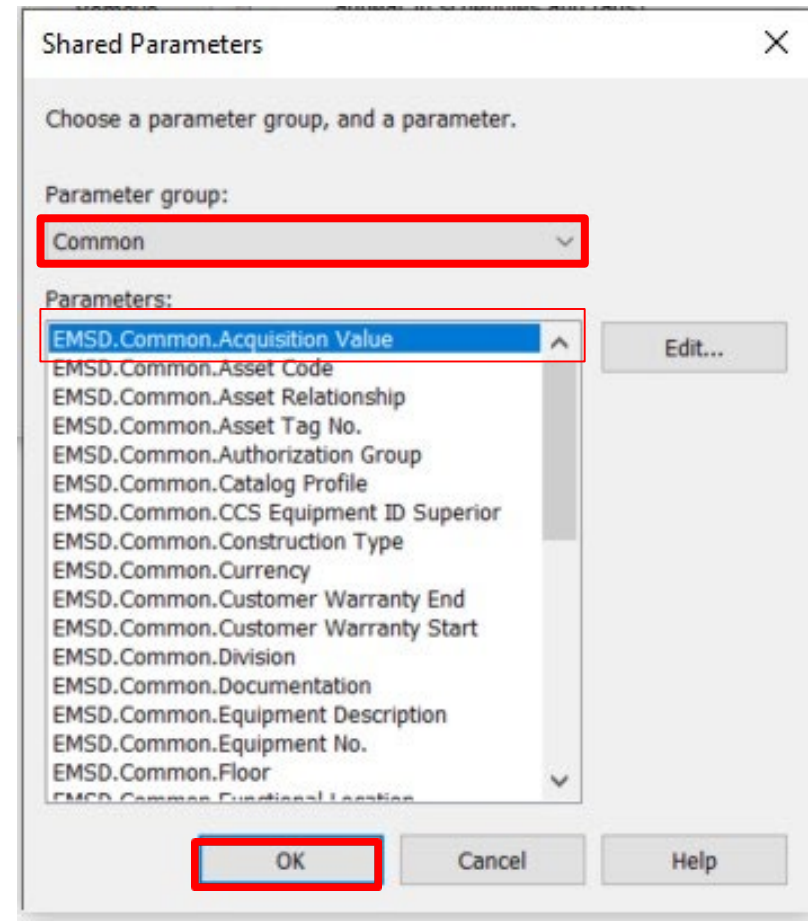 Shared Parameters
Choose a parameter group, and a parameter.
Parameter group:
Common
Parameters:
EMSD.Common.Acquisition Value
Edit...
EMSD.Common.Asset Code
EMSD.Common.Asset Relationship
EMSD.Common.Asset Tag No.
EMSD.Common.Authorization Group
EMSD.Common.Catalog Profile
EMSD.Common.CCS Equipment ID Superior
EMSD.Common.Construction Type
EMSD.Common.Currency
EMSD.Common.Customer Warranty End
EMSD.Common.Customer Warranty Start
EMSD.Common.Division
EMSD.Common.Documentation
EMSD.Common.Equipment Description
EMSD.Common.Equipment No.
EMSD.Common.Floor
EMSD.Common.Functional Location
OK Cancel Help